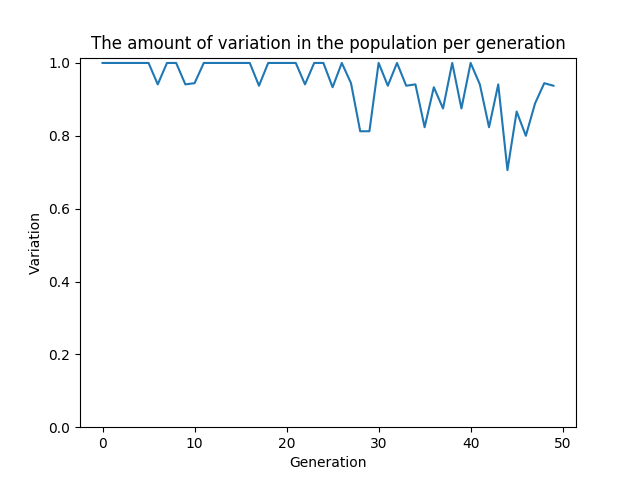 The amount of variation in the population per generation
1.0
0.8
0.6
0.4
0.2
0.0
Variation
0 10 20 30 40 50
Generation